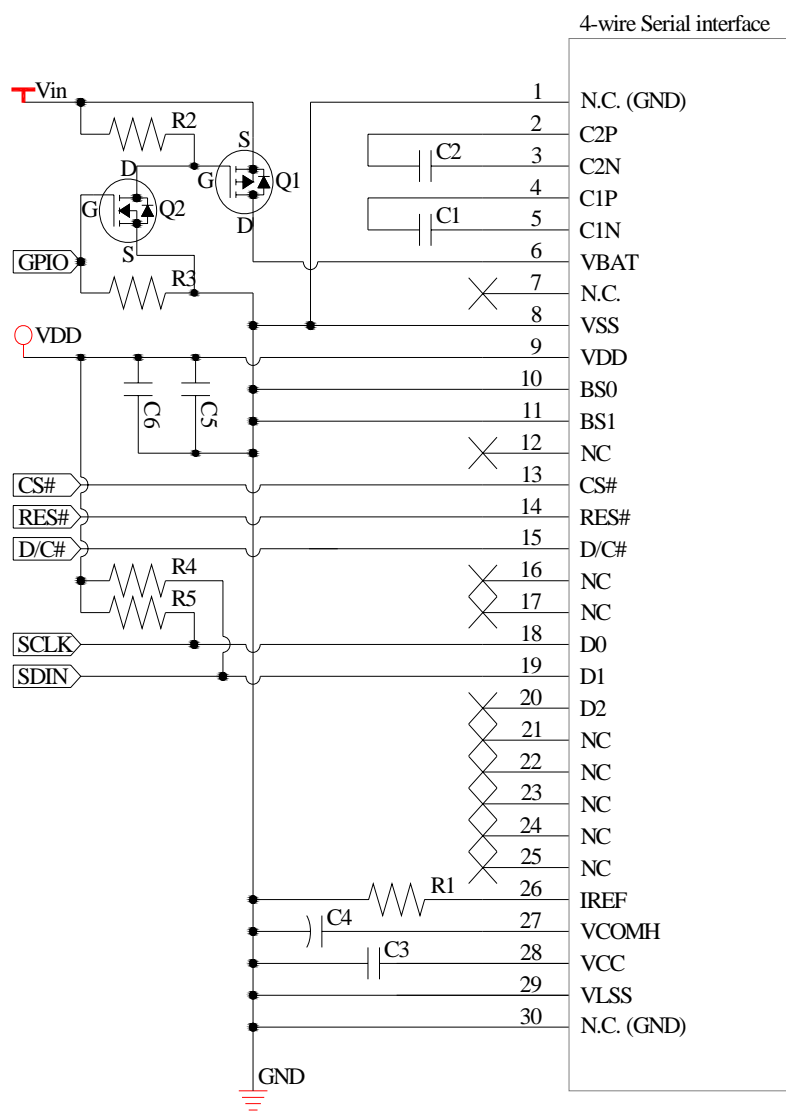 4-wire Serial interface
Vin
R2
S
D
G
Q1
G
Q2
D
S
GPIO
R3
VDD
C6
C5
CS#
RES#
D/C#
R4
R5
SCLK
SDIN
C2
C1
1 N.C. (GND)
2 C2P
3 C2N
4 C1P
5 C1N
6 VBAT
7 N.C.
8 VSS
9 VDD
10 BS0
11 BS1
12 NC
13 CS#
14 RES#
15 D/C#
16 NC
17 NC
18 D0
19 D1
20 D2
21 NC
22 NC
23 NC
24 NC
25 NC
R1 26 IREF
C4 27 VCOMH
C3 28 VCC
29 VLSS
30 N.C. (GND)
GND